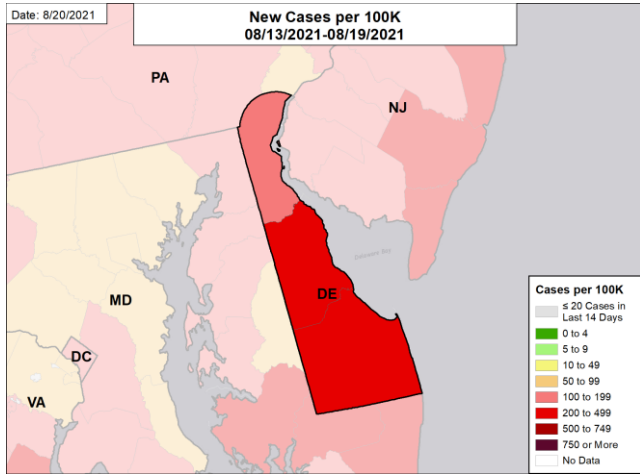 Date: 8/20/2021
New Cases per 100K
08/13/2021-08/19/2021
PA
NJ
Delaware Bay
MD
DE
DC
VA
Cases per 100K
≤ 20 Cases in
Last 14 Days
0 to 4
5 to 9
10 to 49
50 to 99
100 to 199
200 to 499
500 to 749
750 or More
No Data